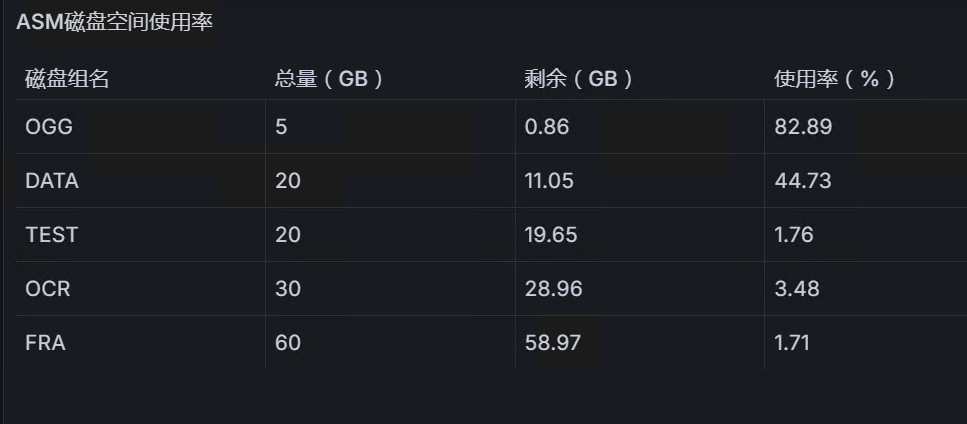 ASM磁盘空间使用率
磁盘组名 总量（GB） 剩余（GB） 使用率（%）
OGG 5 0.86 82.89
DATA 20 11.05 44.73
TEST 20 19.65 1.76
OCR 30 28.96 3.48
FRA 60 58.97 1.71